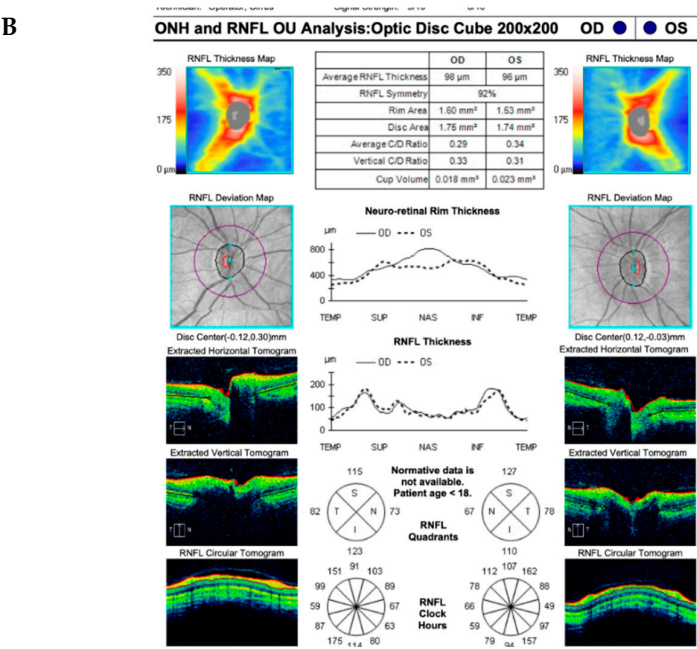 B
ONH and RNFL OU Analysis:Optic Disc Cube 200x200 OD OS
RNFL Thickness Map
350
175
0 µm
OD OS
Average RNFL Thickness 98 µm 96 µm
RNFL Symmetry 92%
Rim Area 1.60 mm² 1.53 mm²
Disc Area 1.75 mm² 1.74 mm²
Average C/D Ratio 0.29 0.34
Vertical C/D Ratio 0.33 0.31
Cup Volume 0.018 mm³ 0.023 mm³
RNFL Thickness Map
350
175
0 µm
RNFL Deviation Map
Disc Center(-0.12,0.30)mm
Neuro-retinal Rim Thickness
µm OD OS
800
400
0
TEMP SUP NAS INF TEMP
RNFL Deviation Map
Disc Center(0.12,-0.03)mm
Extracted Horizontal Tomogram
T N
RNFL Thickness
µm OD OS
200
100
0
TEMP SUP NAS INF TEMP
Extracted Horizontal Tomogram
N T
Extracted Vertical Tomogram
Normative data is
not available.
Patient age < 18.
RNFL
Quadrants
115
S
82 T N 73
I
123
127
S
67 N T 78
I
110
Extracted Vertical Tomogram
RNFL Circular Tomogram
91
151 103
99 89
59 67
87 63
175 80
114
RNFL
Clock
Hours
107
112 162
78 88
66 49
59 97
79 157
94
RNFL Circular Tomogram